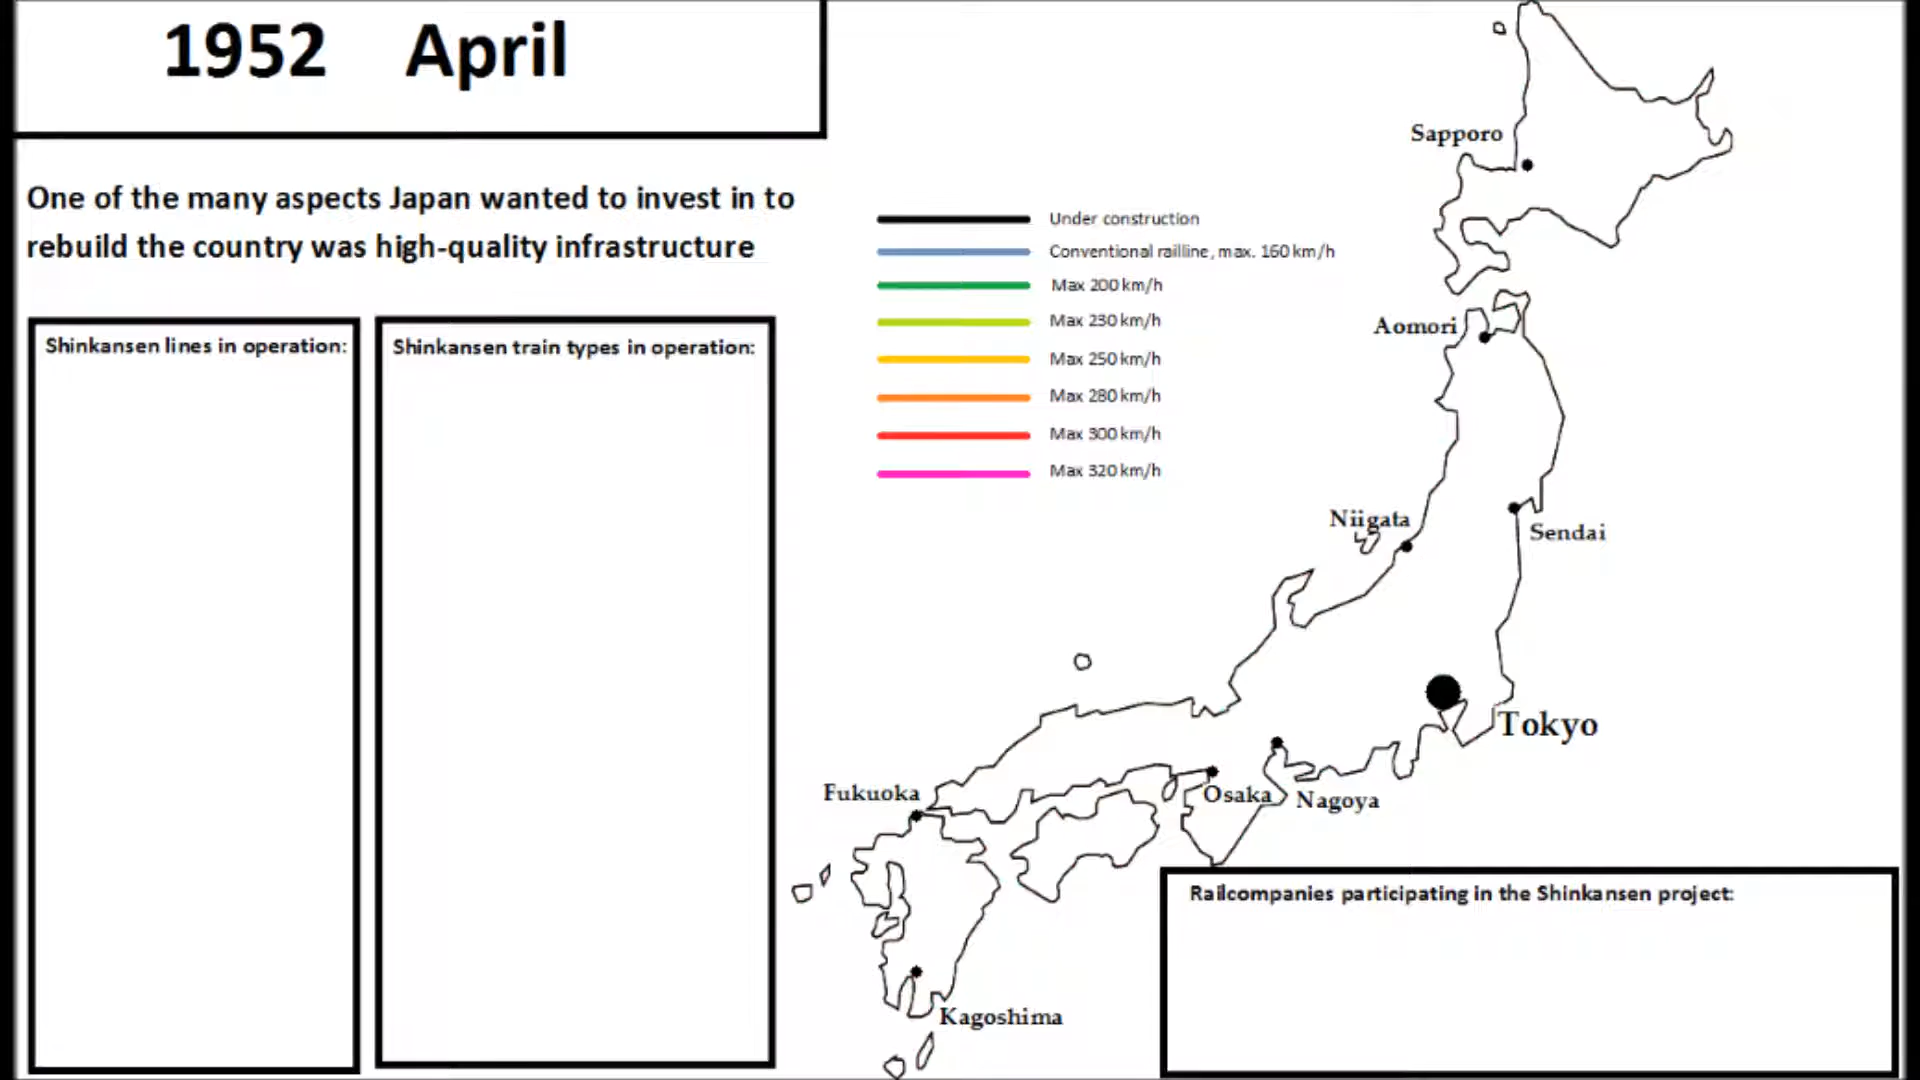 1952 April
One of the many aspects Japan wanted to invest in to
rebuild the country was high-quality infrastructure
Shinkansen lines in operation:
Shinkansen train types in operation:
Under construction
Conventional railline, max. 160 km/h
Max 200 km/h
Max 230 km/h
Max 250 km/h
Max 280 km/h
Max 300 km/h
Max 320 km/h
Sapporo
Aomori
Niigata
Sendai
Tokyo
Fukuoka
Osaka
Nagoya
Kagoshima
Railcompanies participating in the Shinkansen project: